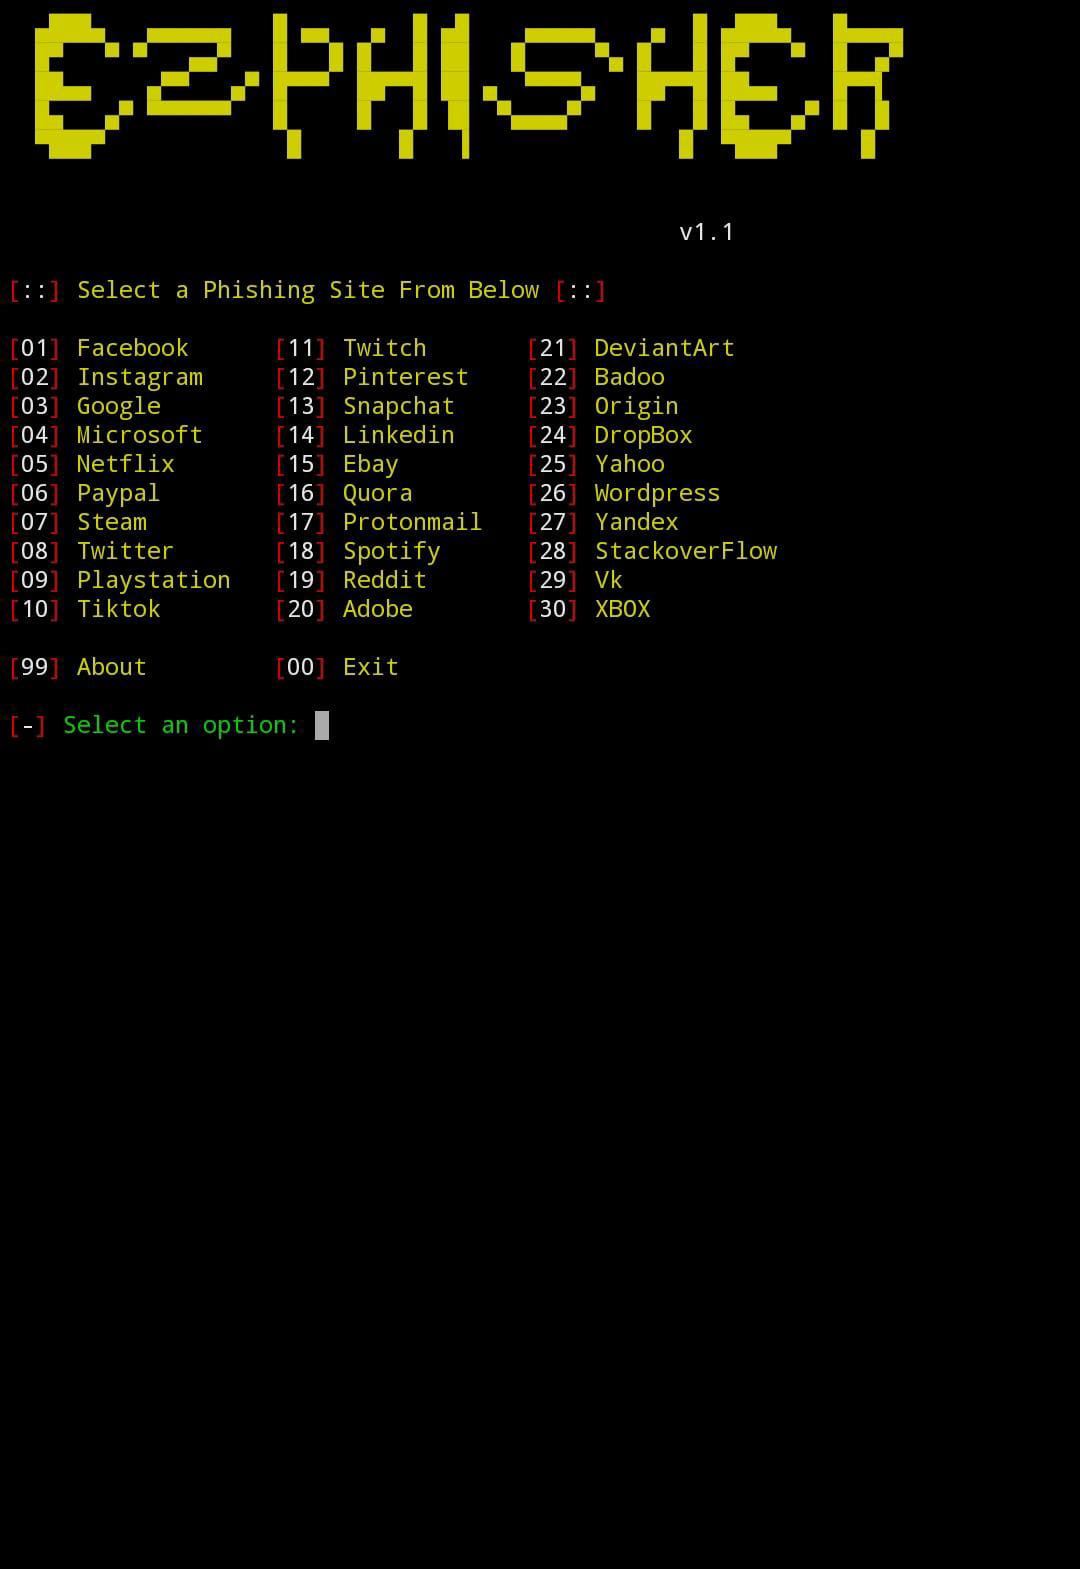 EZPHISHER
v1.1
[::] Select a Phishing Site From Below [::]
[01] Facebook [11] Twitch [21] DeviantArt
[02] Instagram [12] Pinterest [22] Badoo
[03] Google [13] Snapchat [23] Origin
[04] Microsoft [14] Linkedin [24] DropBox
[05] Netflix [15] Ebay [25] Yahoo
[06] Paypal [16] Quora [26] Wordpress
[07] Steam [17] Protonmail [27] Yandex
[08] Twitter [18] Spotify [28] StackoverFlow
[09] Playstation [19] Reddit [29] Vk
[10] Tiktok [20] Adobe [30] XBOX
[99] About [00] Exit
[-] Select an option: